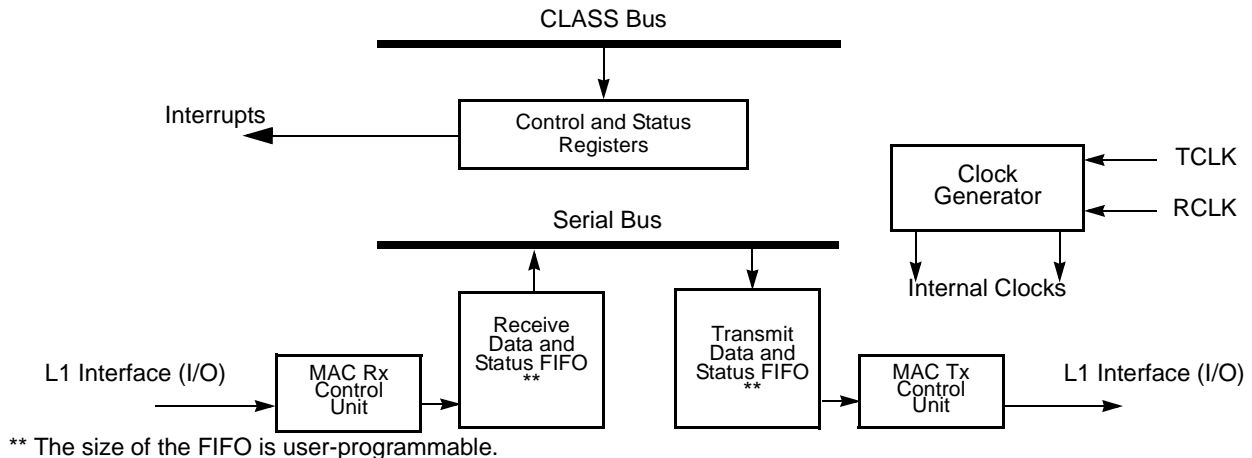 CLASS Bus
Interrupts
Control and Status
Registers
TCLK
Clock
Generator
RCLK
Serial Bus
Internal Clocks
Receive
Data and
Status FIFO
**
Transmit
Data and
Status FIFO
**
L1 Interface (I/O)
MAC Rx
Control
Unit
MAC Tx
Control
Unit
L1 Interface (I/O)
** The size of the FIFO is user-programmable.